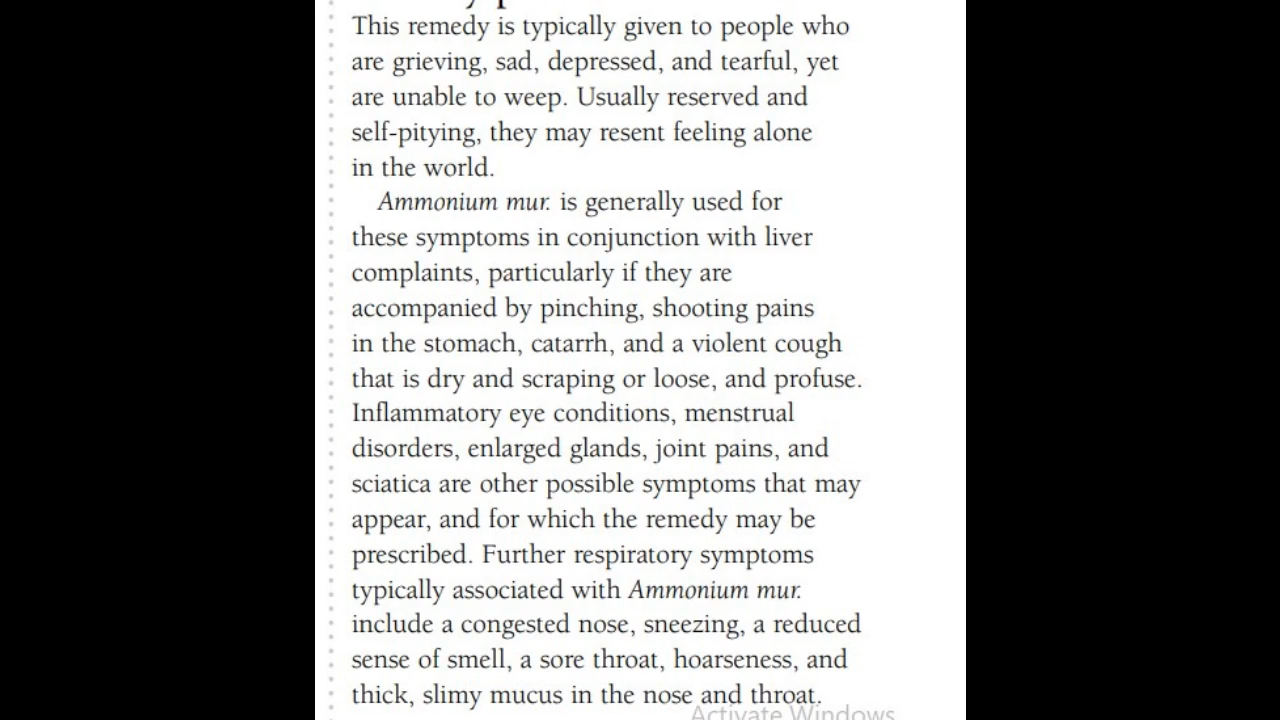 This remedy is typically given to people who
are grieving, sad, depressed, and tearful, yet
are unable to weep. Usually reserved and
self-pitying, they may resent feeling alone
in the world.
Ammonium mur. is generally used for
these symptoms in conjunction with liver
complaints, particularly if they are
accompanied by pinching, shooting pains
in the stomach, catarrh, and a violent cough
that is dry and scraping or loose, and profuse.
Inflammatory eye conditions, menstrual
disorders, enlarged glands, joint pains, and
sciatica are other possible symptoms that may
appear, and for which the remedy may be
prescribed. Further respiratory symptoms
typically associated with Ammonium mur.
include a congested nose, sneezing, a reduced
sense of smell, a sore throat, hoarseness, and
thick, slimy mucus in the nose and throat.
Activate Windows